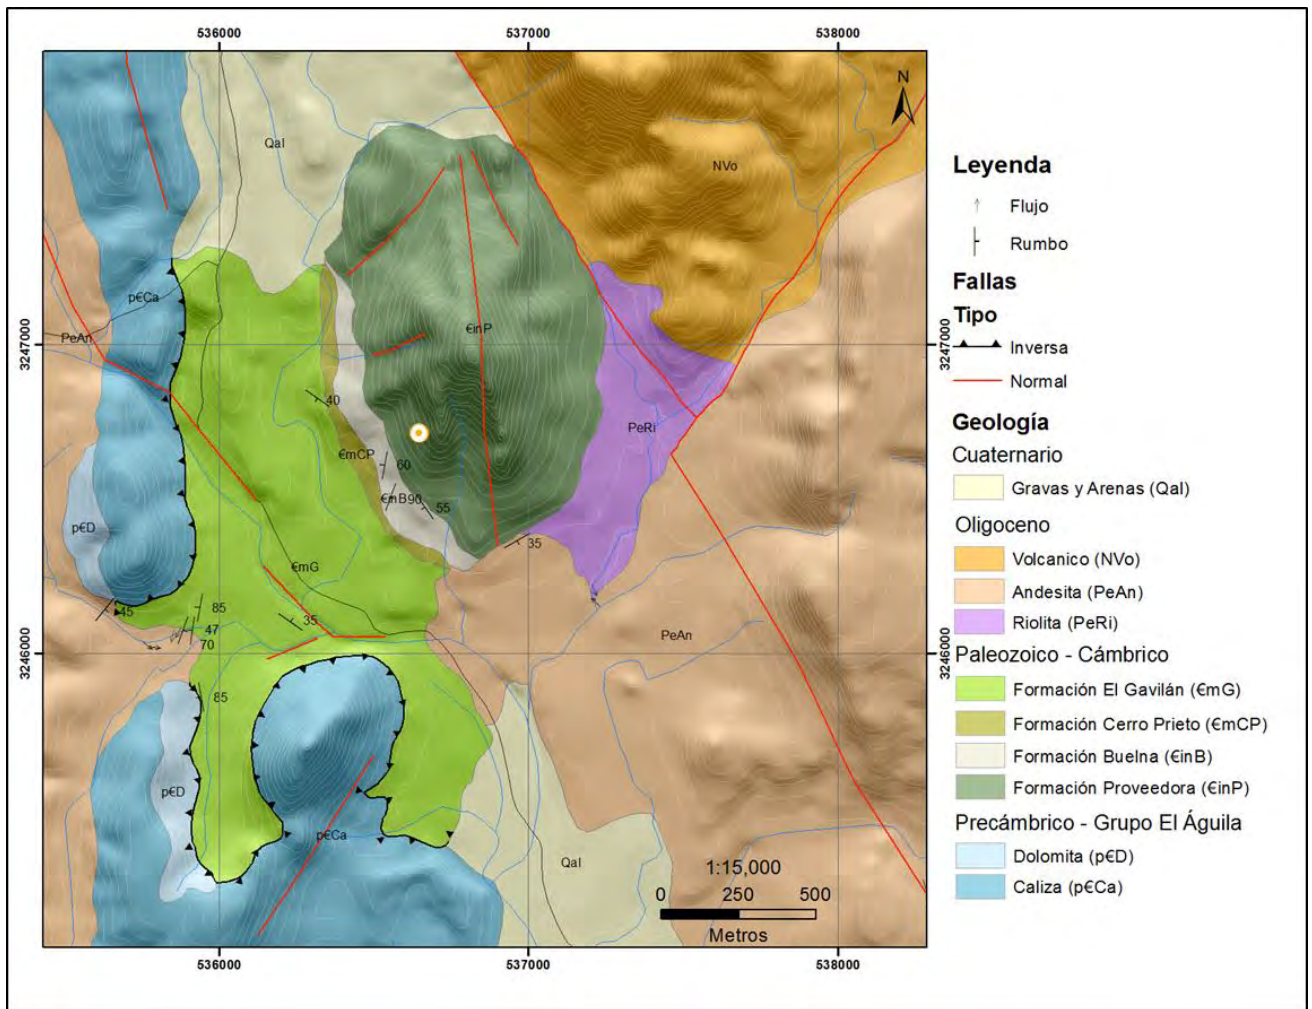 536000
537000
538000
N
Qal
NVo
Leyenda
Flujo
Rumbo
Fallas
Tipo
Inversa
Normal
3247000
3247000
p€Ca
PeAn
€inP
40
PeRi
€mCP
60
€inB
90
55
p€D
35
€mG
45
85
47
70
35
PeAn
3246000
3246000
85
p€D
p€Ca
Qal
Geología
Cuaternario
Gravas y Arenas (Qal)
Oligoceno
Volcanico (NVo)
Andesita (PeAn)
Riolita (PeRi)
Paleozoico - Cámbrico
Formación El Gavilán (€mG)
Formación Cerro Prieto (€mCP)
Formación Buelna (€inB)
Formación Proveedora (€inP)
Precámbrico - Grupo El Águila
Dolomita (p€D)
Caliza (p€Ca)
1:15,000
0 250 500
Metros
536000
537000
538000